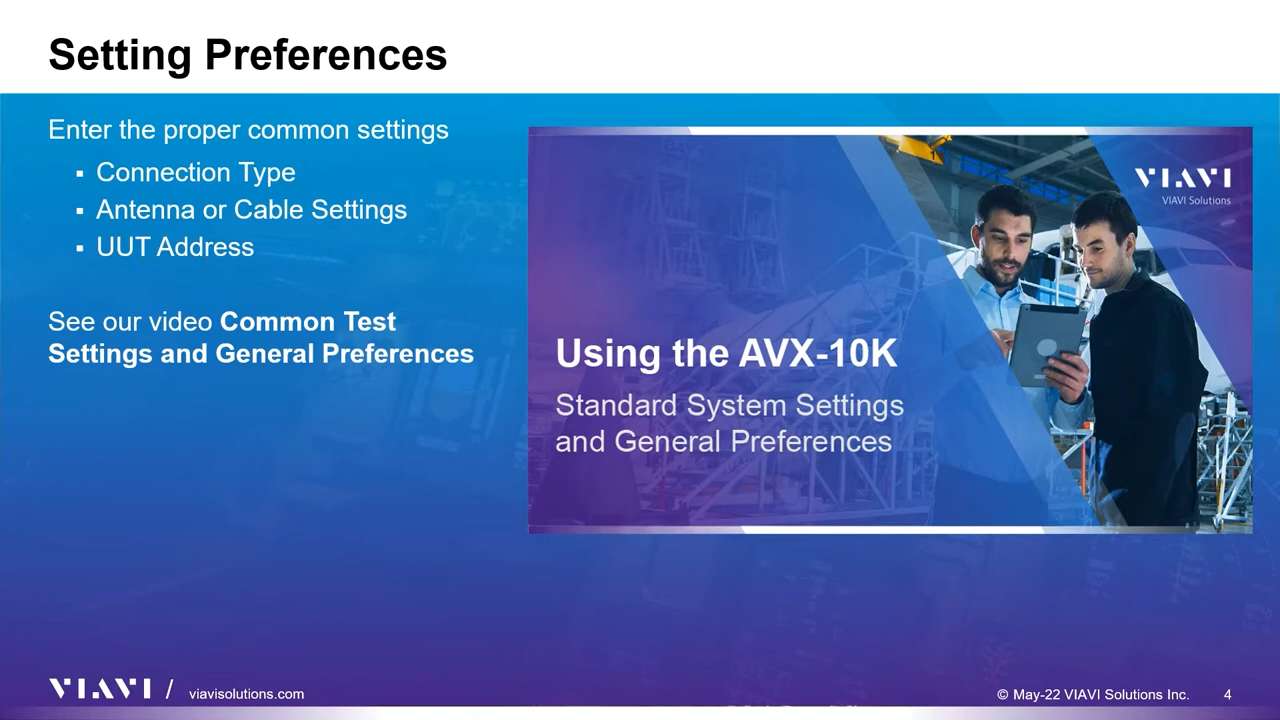 Setting Preferences
Enter the proper common settings
▪ Connection Type
▪ Antenna or Cable Settings
▪ UUT Address
See our video Common Test
Settings and General Preferences
VIAVI
VIAVI Solutions
Using the AVX-10K
Standard System Settings
and General Preferences
VIAVI / viavisolutions.com
© May-22 VIAVI Solutions Inc. 4